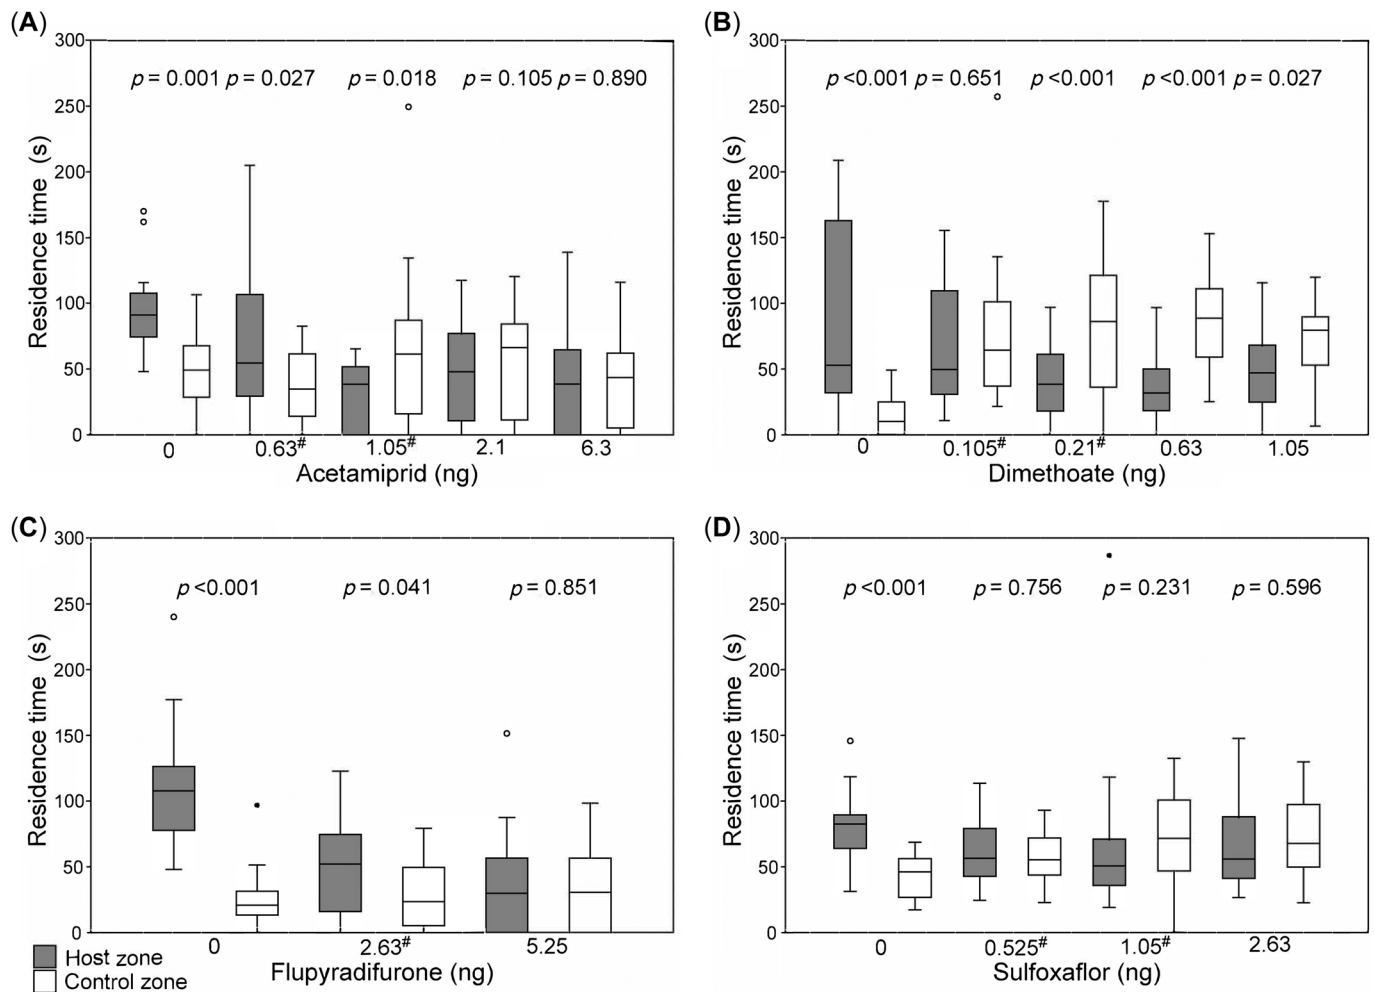 (A)
300
250
200
150
100
50
0
Residence time (s)
p = 0.001 p = 0.027 p = 0.018 p = 0.105 p = 0.890
0 0.63# 1.05# 2.1 6.3
Acetamiprid (ng)
(B)
300
250
200
150
100
50
0
Residence time (s)
p <0.001 p = 0.651 p <0.001 p <0.001 p = 0.027
0 0.105# 0.21# 0.63 1.05
Dimethoate (ng)
(C)
300
250
200
150
100
50
0
Residence time (s)
p <0.001 p = 0.041 p = 0.851
0 2.63# 5.25
Flupyradifurone (ng)
Host zone
Control zone
(D)
300
250
200
150
100
50
0
Residence time (s)
p <0.001 p = 0.756 p = 0.231 p = 0.596
0 0.525# 1.05# 2.63
Sulfoxaflor (ng)